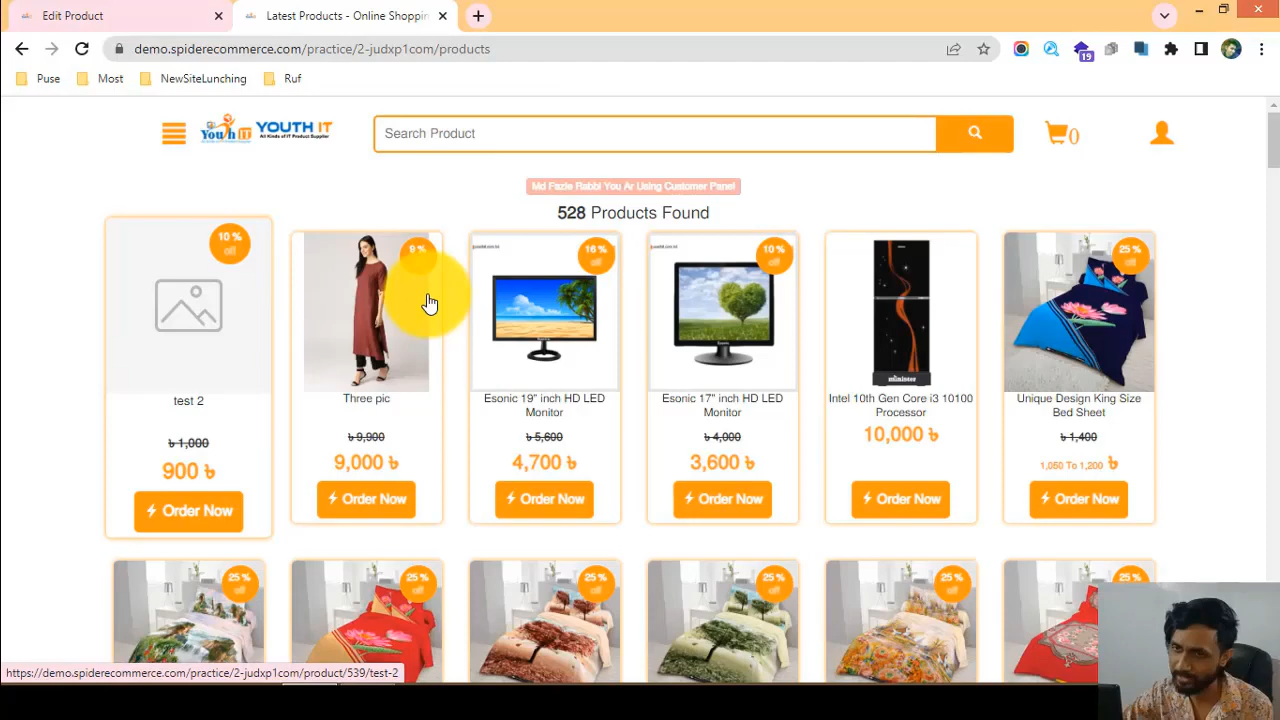 Edit Product
Latest Products - Online Shoppin
demo.spiderecommerce.com/practice/2-judxp1com/products
19
Puse
Most
NewSiteLunching
Ruf
Youth IT YOUTH IT
All Kinds of IT Product Supplier
Search Product
0
Md Fazle Rabbi You Ar Using Customer Panel
528 Products Found
10 %
off
9 %
16 %
off
10 %
off
25 %
off
minister
test 2
Three pic
Esonic 19" inch HD LED
Monitor
Esonic 17" inch HD LED
Monitor
Intel 10th Gen Core i3 10100
Processor
Unique Design King Size
Bed Sheet
৳ 1,000
৳ 9,900
৳ 5,600
৳ 4,000
৳ 1,400
900 ৳
9,000 ৳
4,700 ৳
3,600 ৳
10,000 ৳
1,050 To 1,200 ৳
Order Now
Order Now
Order Now
Order Now
Order Now
Order Now
25 %
off
25 %
off
25 %
off
25 %
off
25 %
off
25 %
https://demo.spiderecommerce.com/practice/2-judxp1com/product/539/test-2